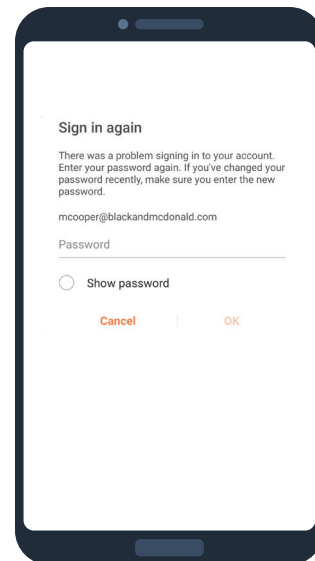 Sign in again
There was a problem signing in to your account.
Enter your password again. If you've changed your
password recently, make sure you enter the new
password.
mcooper@blackandmcdonald.com
Password
Show password
Cancel
OK